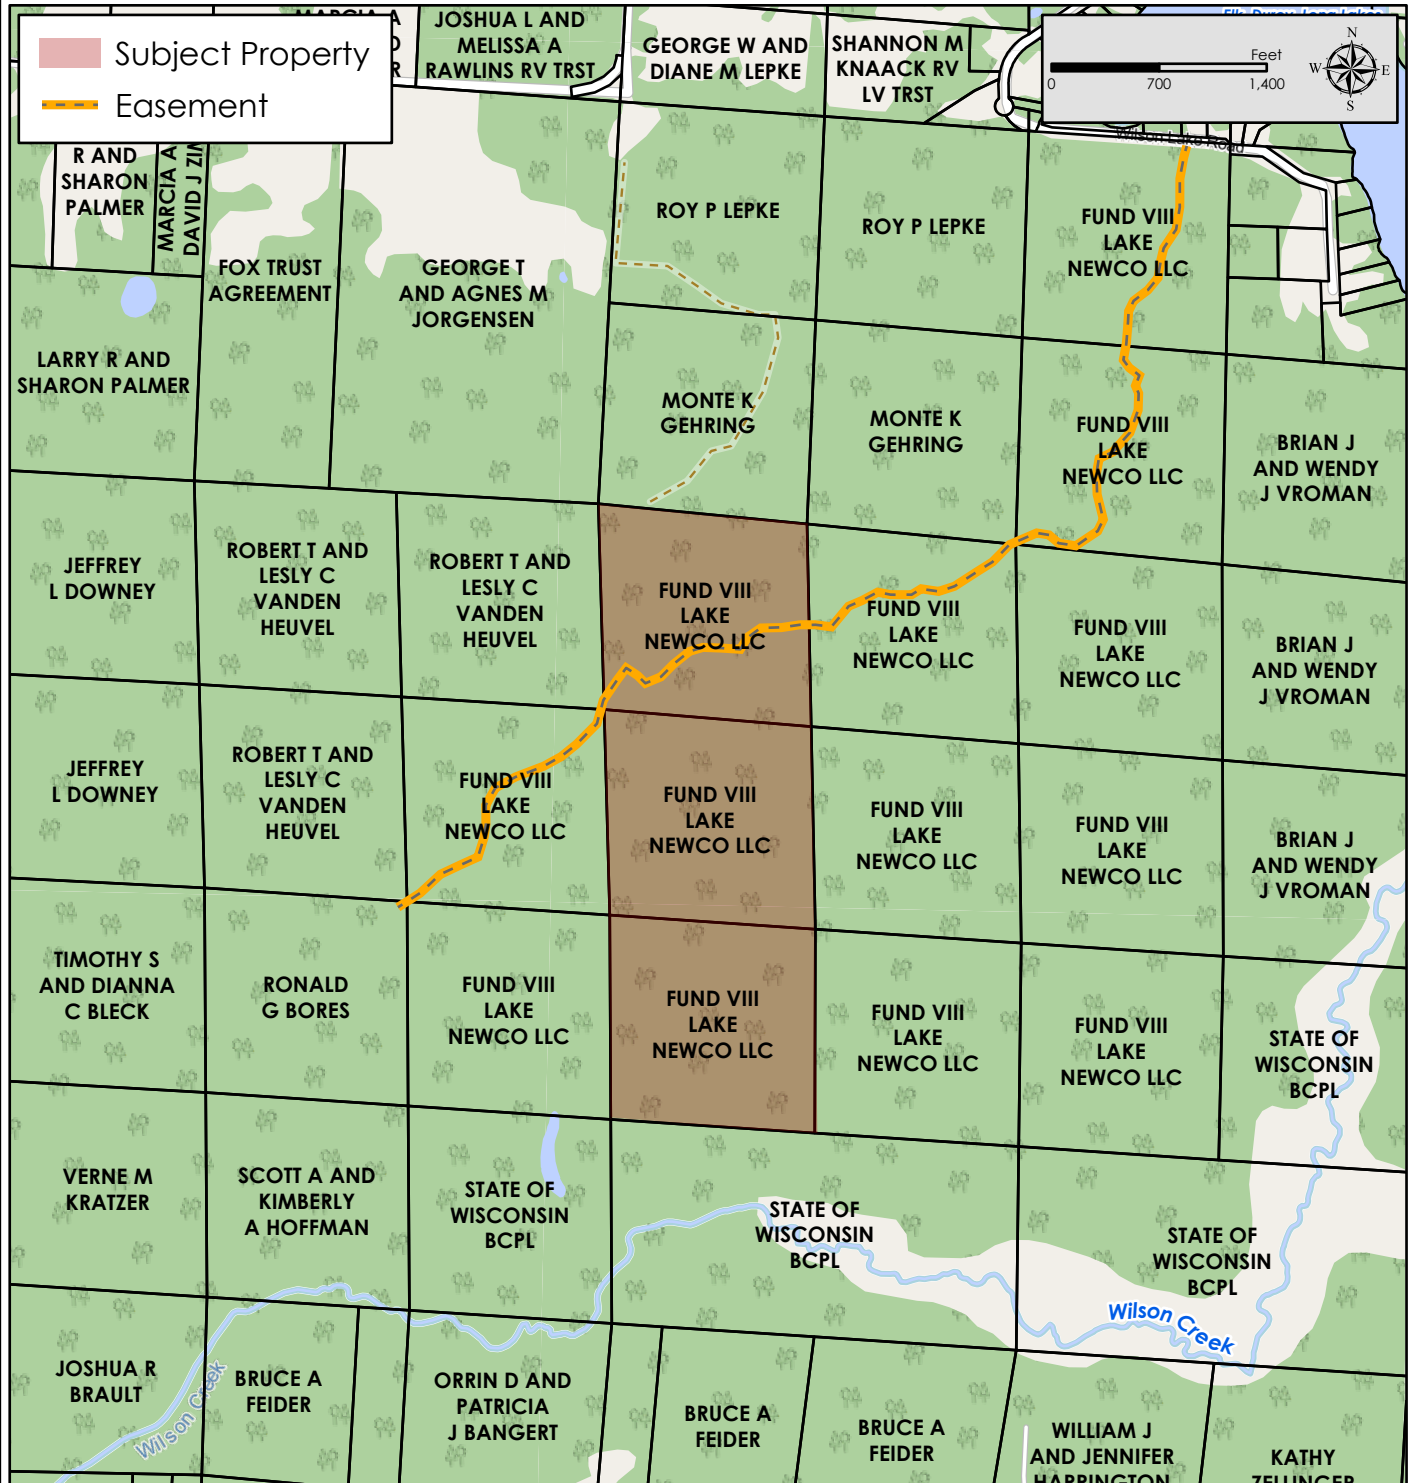 Subject Property
Easement
Feet
0 700 1,400
N
W E
S
MARCIA A
JOSHUA L AND
MELISSA A
RAWLINS RV TRST
GEORGE W AND
DIANE M LEPKE
SHANNON M
KNAACK RV
LV TRST
Wilson Lake Road
R AND
SHARON
PALMER
MARCIA A
DAVID J ZIM
FOX TRUST
AGREEMENT
GEORGE T
AND AGNES M
JORGENSEN
ROY P LEPKE
ROY P LEPKE
FUND VIII
LAKE
NEWCO LLC
LARRY R AND
SHARON PALMER
MONTE K
GEHRING
MONTE K
GEHRING
FUND VIII
LAKE
NEWCO LLC
BRIAN J
AND WENDY
J VROMAN
JEFFREY
L DOWNEY
ROBERT T AND
LESLY C
VANDEN
HEUVEL
ROBERT T AND
LESLY C
VANDEN
HEUVEL
FUND VIII
LAKE
NEWCO LLC
FUND VIII
LAKE
NEWCO LLC
FUND VIII
LAKE
NEWCO LLC
BRIAN J
AND WENDY
J VROMAN
JEFFREY
L DOWNEY
ROBERT T AND
LESLY C
VANDEN
HEUVEL
FUND VIII
LAKE
NEWCO LLC
FUND VIII
LAKE
NEWCO LLC
FUND VIII
LAKE
NEWCO LLC
FUND VIII
LAKE
NEWCO LLC
BRIAN J
AND WENDY
J VROMAN
TIMOTHY S
AND DIANNA
C BLECK
RONALD
G BORES
FUND VIII
LAKE
NEWCO LLC
FUND VIII
LAKE
NEWCO LLC
FUND VIII
LAKE
NEWCO LLC
FUND VIII
LAKE
NEWCO LLC
STATE OF
WISCONSIN
BCPL
VERNE M
KRATZER
SCOTT A AND
KIMBERLY
A HOFFMAN
STATE OF
WISCONSIN
BCPL
STATE OF
WISCONSIN
BCPL
STATE OF
WISCONSIN
BCPL
Wilson Creek
JOSHUA R
BRAULT
Wilson Creek
BRUCE A
FEIDER
ORRIN D AND
PATRICIA
J BANGERT
BRUCE A
FEIDER
BRUCE A
FEIDER
WILLIAM J
AND JENNIFER
HARRINGTON
KATHY
ZELLINGER